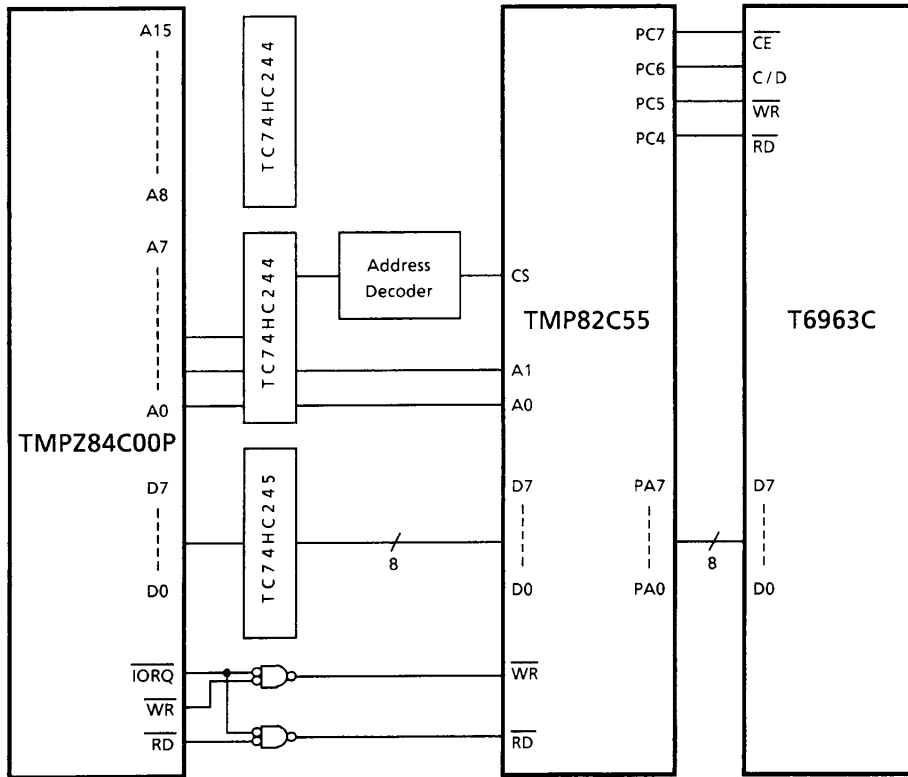 A15
A8
A7
A0
TMPZ84C00P
D7
D0
IORQ
WR
RD
TC74HC244
TC74HC244
TC74HC245
Address
Decoder
8
CS
A1
A0
D7
D0
WR
RD
TMP82C55
PC7
PC6
PC5
PC4
PA7
PA0
8
CE
C/D
WR
RD
T6963C
D7
D0